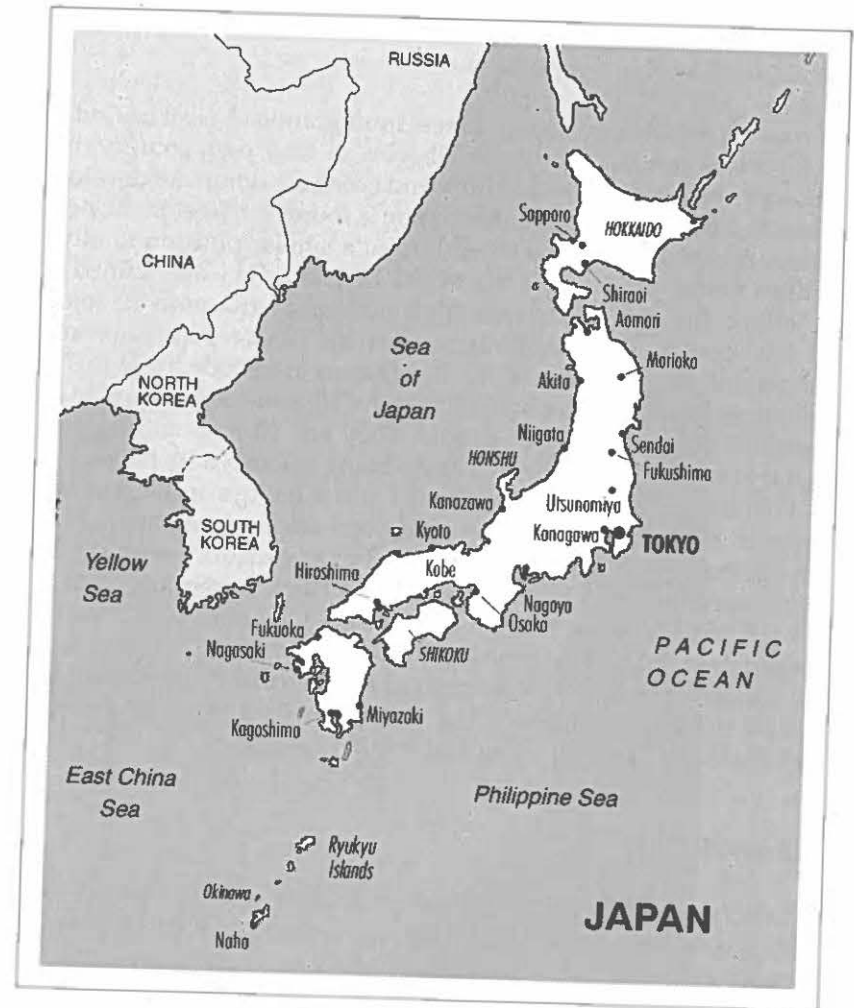 RUSSIA
Sapporo
HOKKAIDO
CHINA
Shiraoi
Aomori
Sea
of
Japan
Morioka
Akita
NORTH
KOREA
Niigata
Sendai
HONSHU
Fukushima
Kanazawa
Utsunomiya
SOUTH
KOREA
Kyoto
Kanagawa
TOKYO
Yellow
Sea
Hiroshima
Kobe
Nagoya
Osaka
Fukuoka
SHIKOKU
Nagasaki
PACIFIC
OCEAN
Miyazaki
Kagoshima
East China
Sea
Philippine Sea
Ryukyu
Islands
Okinawa
Naha
JAPAN